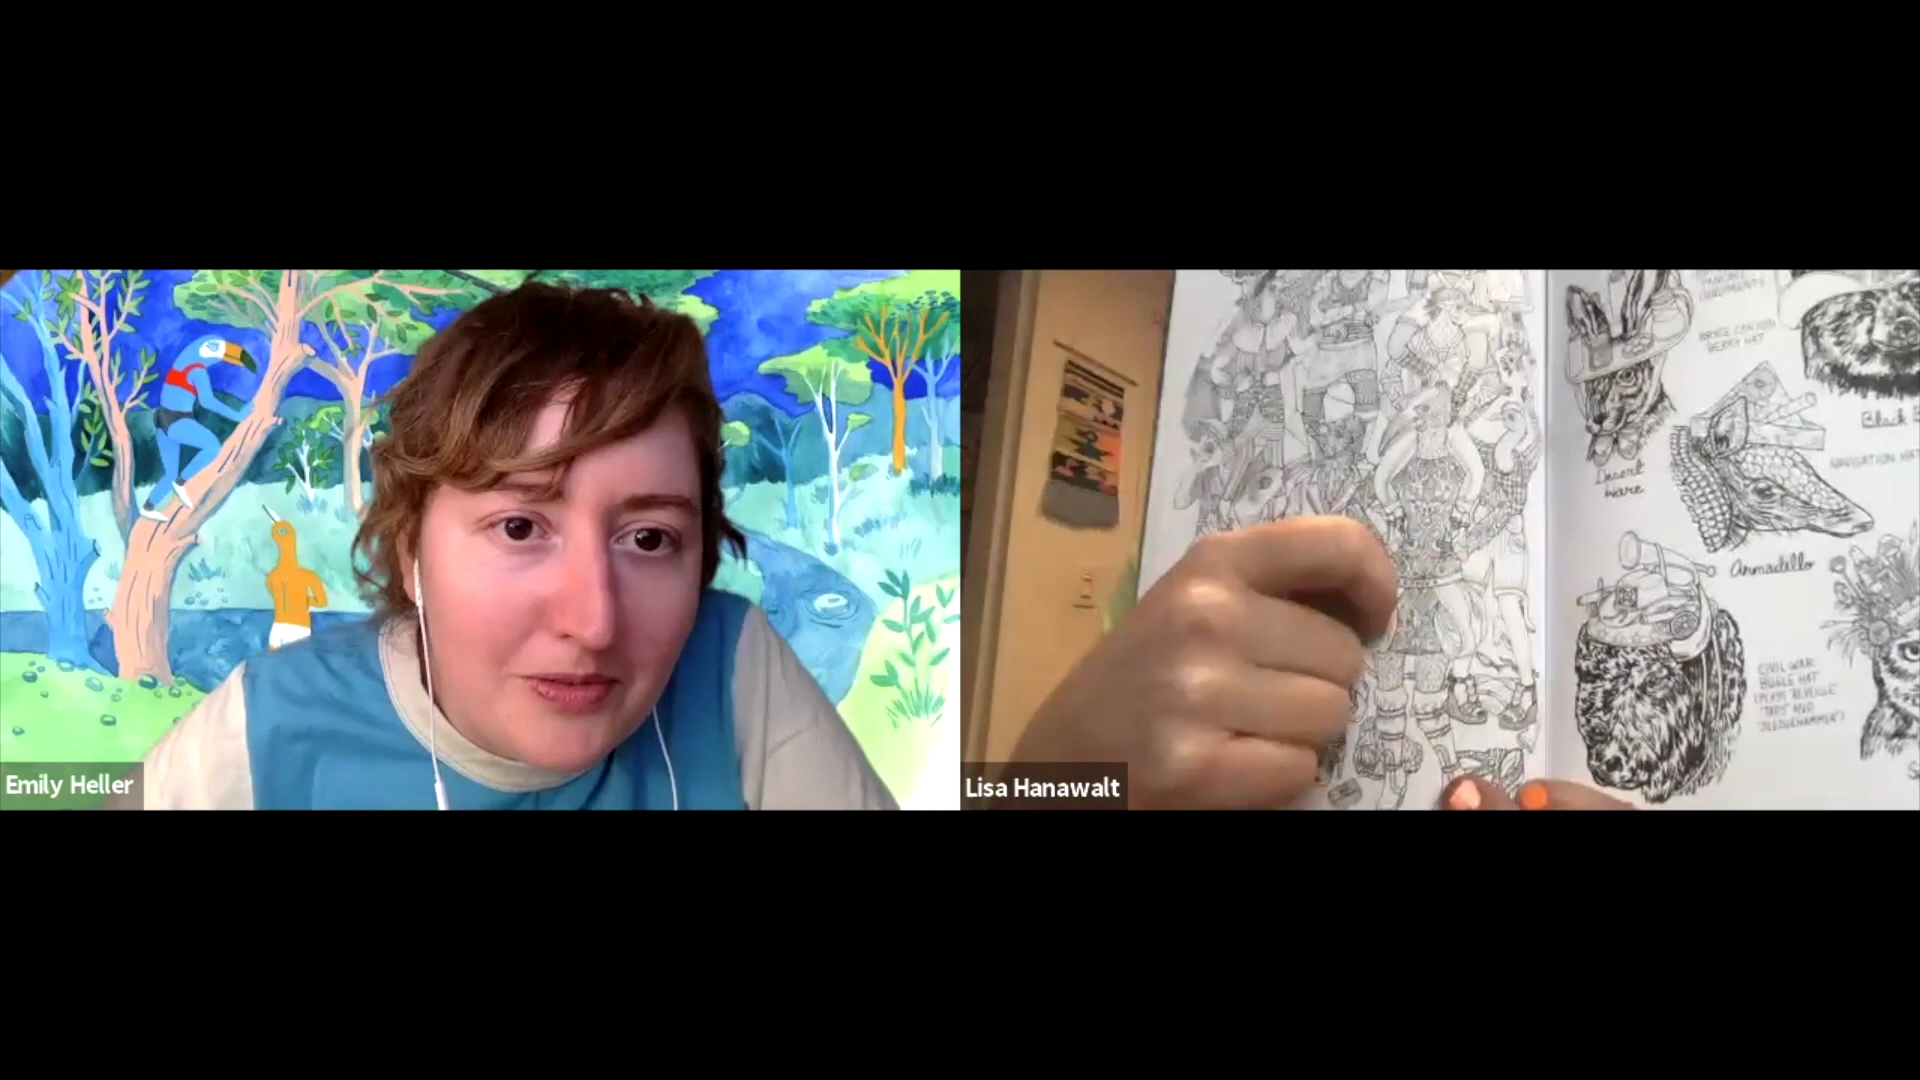 Emily Heller
Lisa Hanawalt
BRYCE CANYON
BERRY HAT
Insect
hare
NAVIGATION HAT
Armadillo
CIVIL WAR
BUGLE HAT
(PLAYS "REVEILLE"
"TAPS" AND
"SLEDGEHAMMER")